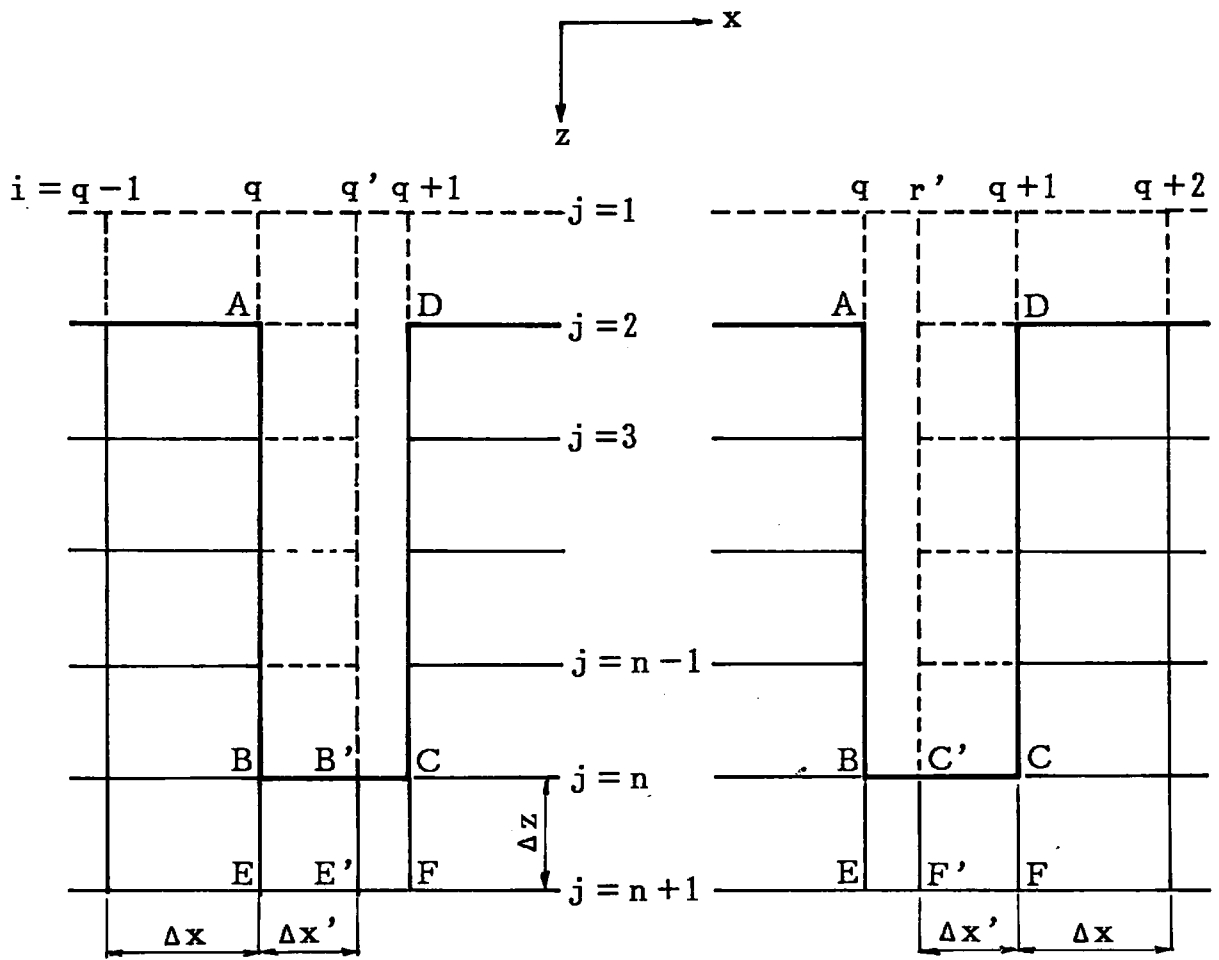 x
z
i = q -1 q q' q +1 j = 1 q r' q +1 q +2
A D j = 2 A D
j = 3
j = n - 1
B B' C j = n B C' C
Δz
E E' F j = n + 1 E F' F
Δx Δx' Δx' Δx